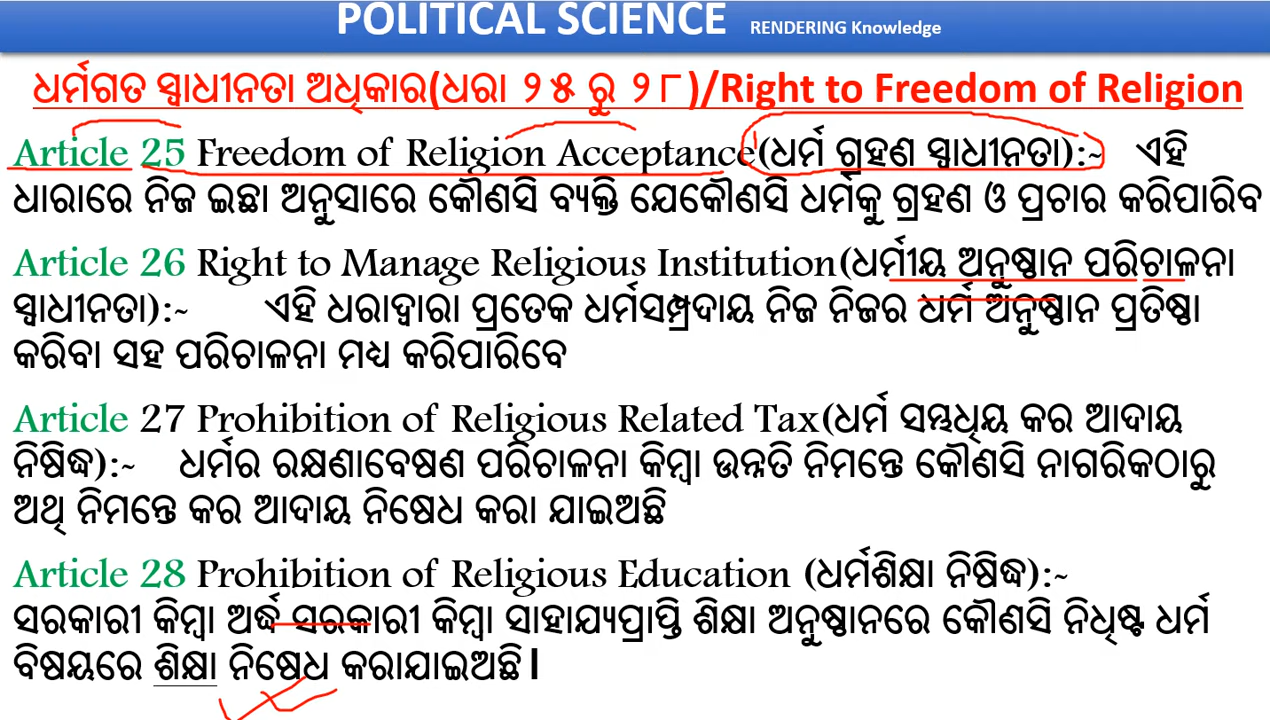 POLITICAL SCIENCE RENDERING Knowledge
ଧର୍ମଗତ ସ୍ୱାଧୀନତା ଅଧିକାର(ଧରା ୨୫ ରୁ ୨୮)/Right to Freedom of Religion
Article 25 Freedom of Religion Acceptance(ଧର୍ମ ଗ୍ରହଣ ସ୍ୱାଧୀନତା):~ ଏହି
ଧାରାରେ ନିଜ ଇଛା ଅନୁସାରେ କୌଣସି ବ୍ୟକ୍ତି ଯେକୌଣସି ଧର୍ମକୁ ଗ୍ରହଣ ଓ ପ୍ରଚାର କରିପାରିବ
Article 26 Right to Manage Religious Institution(ଧର୍ମୀୟ ଅନୁଷ୍ଠାନ ପରିଚାଳନା
ସ୍ୱାଧୀନତା):~ ଏହି ଧରାଦ୍ୱାରା ପ୍ରତେକ ଧର୍ମସମ୍ପ୍ରଦାୟ ନିଜ ନିଜର ଧର୍ମ ଅନୁଷ୍ଠାନ ପ୍ରତିଷ୍ଠା
କରିବା ସହ ପରିଚାଳନା ମଧ୍ୟ କରିପାରିବେ
Article 27 Prohibition of Religious Related Tax(ଧର୍ମ ସମ୍ଭଧିୟ କର ଆଦାୟ
ନିଷିଦ୍ଧ):~ ଧର୍ମର ରକ୍ଷଣାବେଷଣ ପରିଚାଳନା କିମ୍ବା ଉନ୍ନତି ନିମନ୍ତେ କୌଣସି ନାଗରିକଠାରୁ
ଅଥି ନିମନ୍ତେ କର ଆଦାୟ ନିଷେଧ କରା ଯାଇଅଛି
Article 28 Prohibition of Religious Education (ଧର୍ମଶିକ୍ଷା ନିଷିଦ୍ଧ):~
ସରକାରୀ କିମ୍ବା ଅର୍ଦ୍ଧ ସରକାରୀ କିମ୍ବା ସାହାଯ୍ୟପ୍ରାପ୍ତି ଶିକ୍ଷା ଅନୁଷ୍ଠାନରେ କୌଣସି ନିଧିଷ୍ଟ ଧର୍ମ
ବିଷୟରେ ଶିକ୍ଷା ନିଷେଧ କରାଯାଇଅଛି।